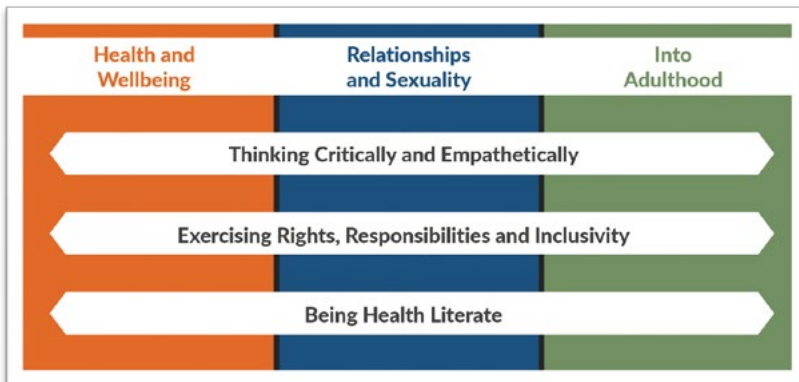 Health and
Wellbeing
Relationships
and Sexuality
Into
Adulthood
Thinking Critically and Empathetically
Exercising Rights, Responsibilities and Inclusivity
Being Health Literate